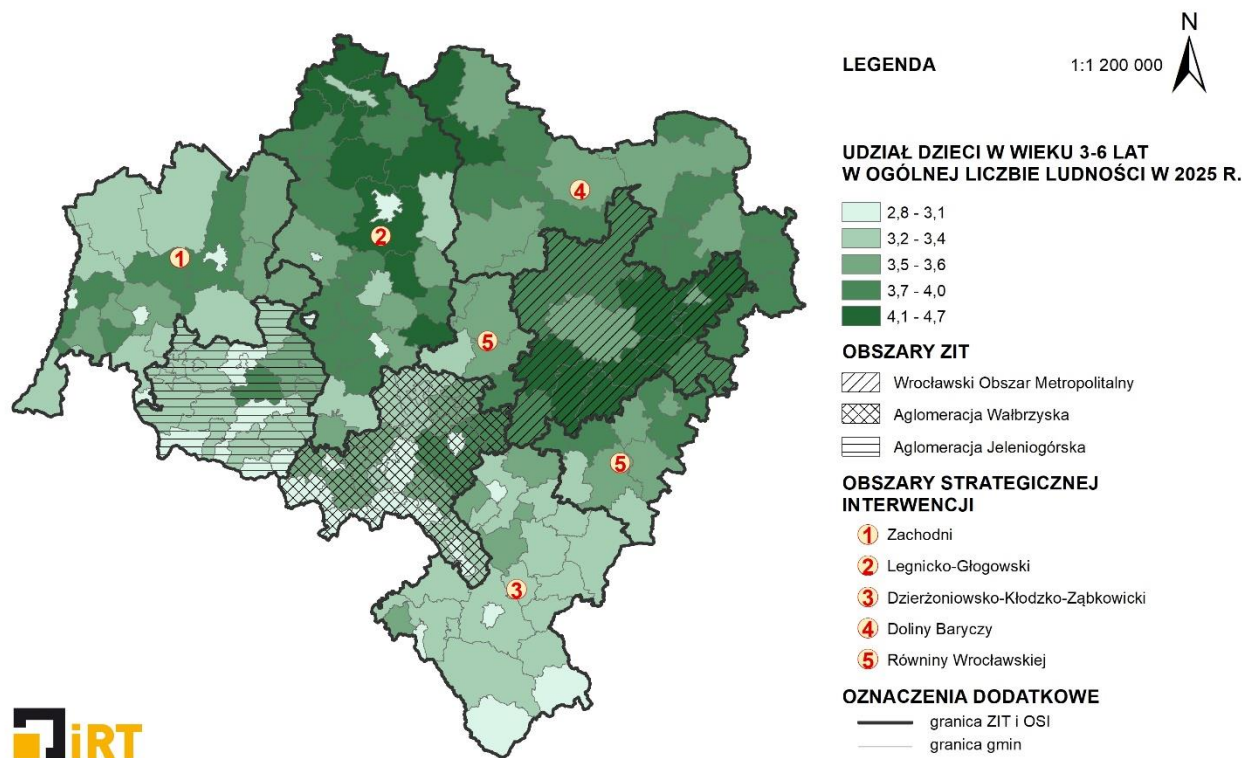 N
LEGENDA
1:1 200 000
UDZIAŁ DZIECI W WIEKU 3-6 LAT
W OGÓLNEJ LICZBIE LUDNOŚCI W 2025 R.
2,8 - 3,1
3,2 - 3,4
3,5 - 3,6
3,7 - 4,0
4,1 - 4,7
OBSZARY ZIT
Wrocławski Obszar Metropolitalny
Aglomeracja Wałbrzyska
Aglomeracja Jeleniogórska
OBSZARY STRATEGICZNEJ
INTERWENCJI
1 Zachodni
2 Legnicko-Głogowski
3 Dzierżoniowsko-Kłodzko-Ząbkowicki
4 Doliny Baryczy
5 Równiny Wrocławskiej
OZNACZENIA DODATKOWE
granica ZIT i OSI
granica gmin
4
2
1
5
5
3
iRT